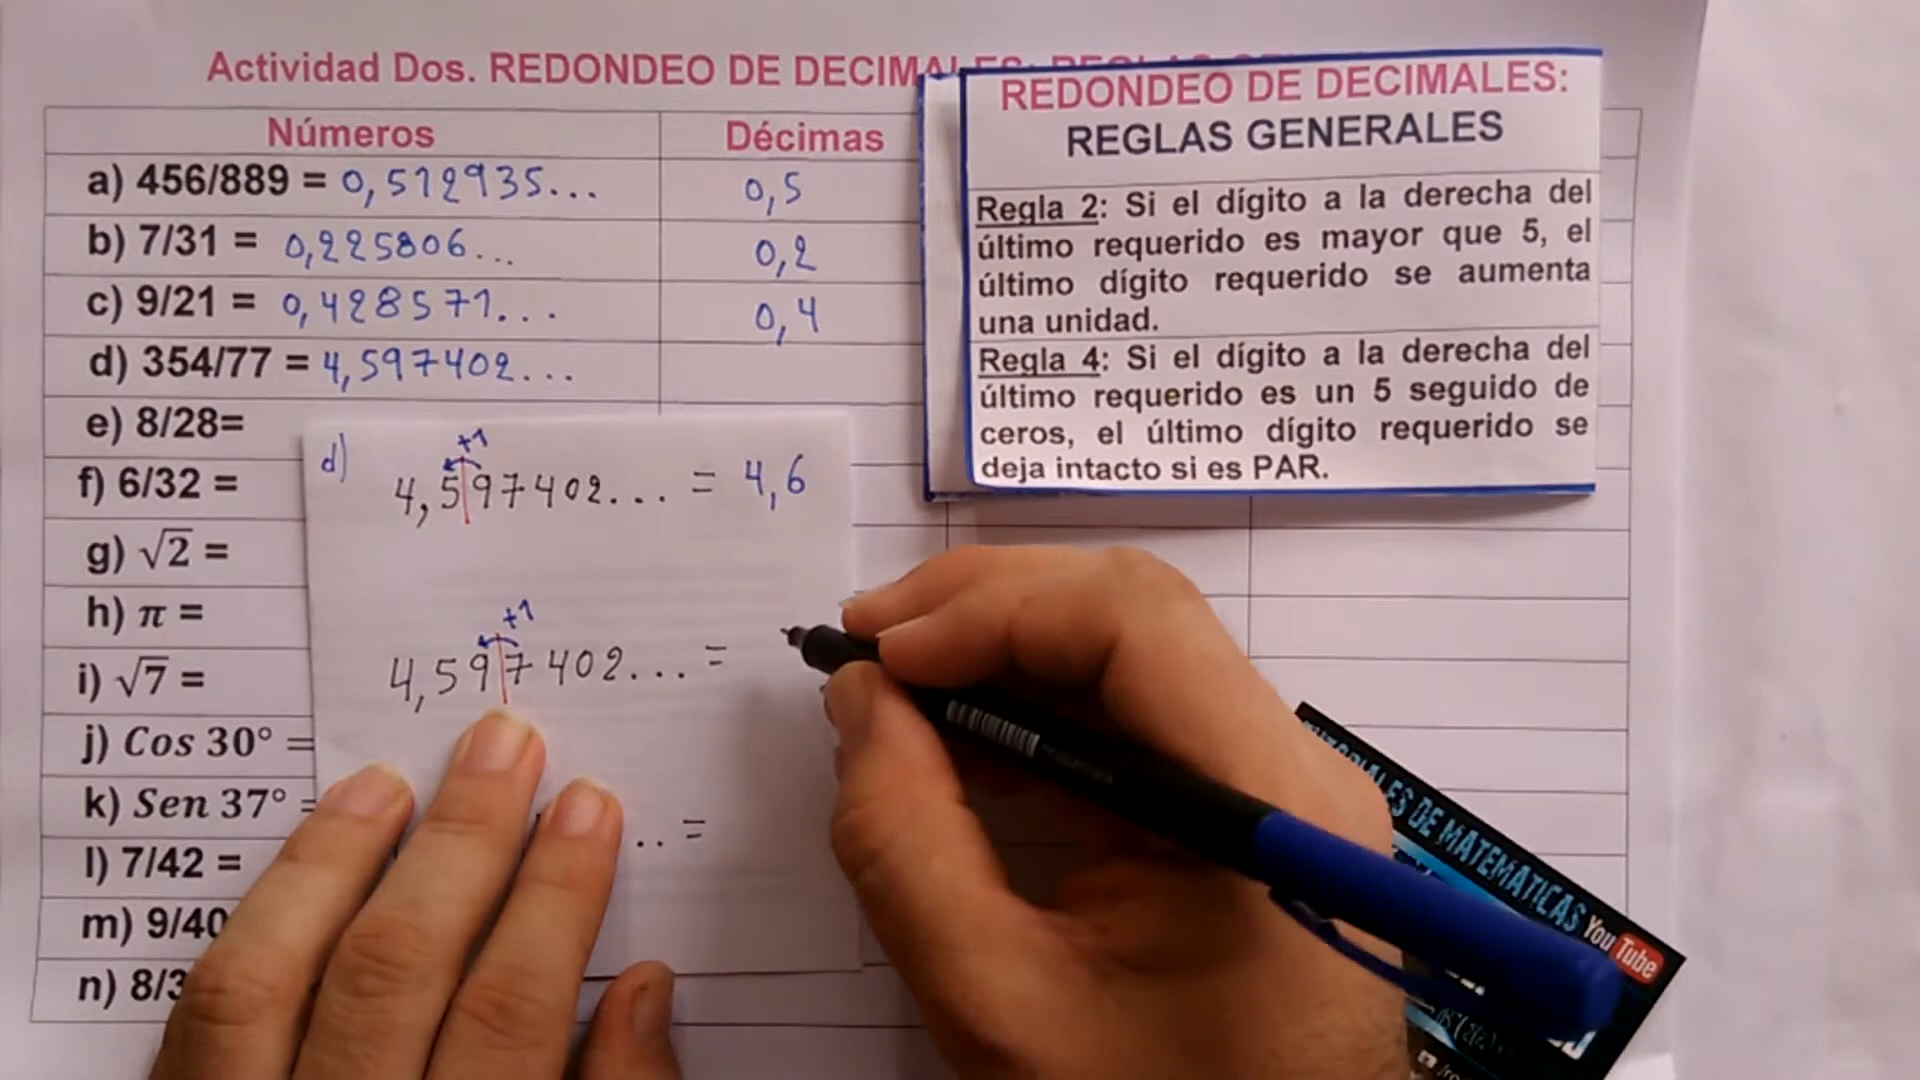 Actividad Dos. REDONDEO DE DECIMALES: REGLAS
Números
Décimas
a) 456/889 = 0,512935...
0,5
b) 7/31 = 0,225806...
0,2
c) 9/21 = 0,428571...
0,4
d) 354/77 = 4,597402...
e) 8/28=
f) 6/32 =
g) √2 =
h) π =
i) √7 =
j) Cos 30° =
k) Sen 37° =
l) 7/42 =
m) 9/40
n) 8/3
REDONDEO DE DECIMALES:
REGLAS GENERALES
Regla 2: Si el dígito a la derecha del
último requerido es mayor que 5, el
último dígito requerido se aumenta
una unidad.
Regla 4: Si el dígito a la derecha del
último requerido es un 5 seguido de
ceros, el último dígito requerido se
deja intacto si es PAR.
d)
+1
4,597402... = 4,6
+1
4,597402... =
.. =
DE MATEMATICAS YouTube